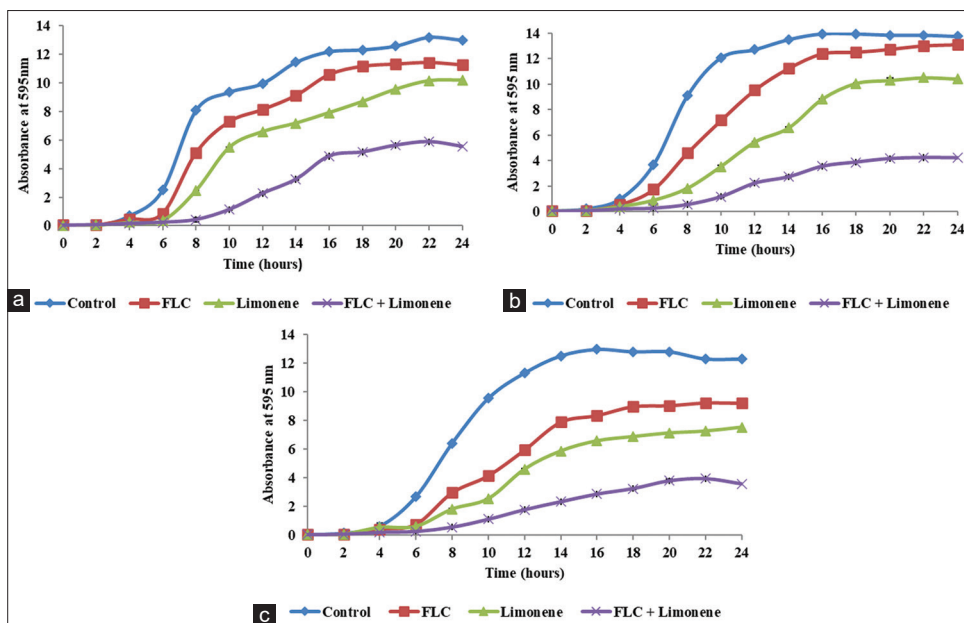 14
12
10
8
6
4
2
0
Absorbance at 595nm
0 2 4 6 8 10 12 14 16 18 20 22 24
Time (hours)
a
Control FLC Limonene FLC + Limonene
14
12
10
8
6
4
2
0
Absorbance at 595 nm
0 2 4 6 8 10 12 14 16 18 20 22 24
Time (hours)
b
Control FLC Limonene FLC + Limonene
14
12
10
8
6
4
2
0
Absorbance at 595 nm
0 2 4 6 8 10 12 14 16 18 20 22 24
Time (hours)
c
Control FLC Limonene FLC + Limonene